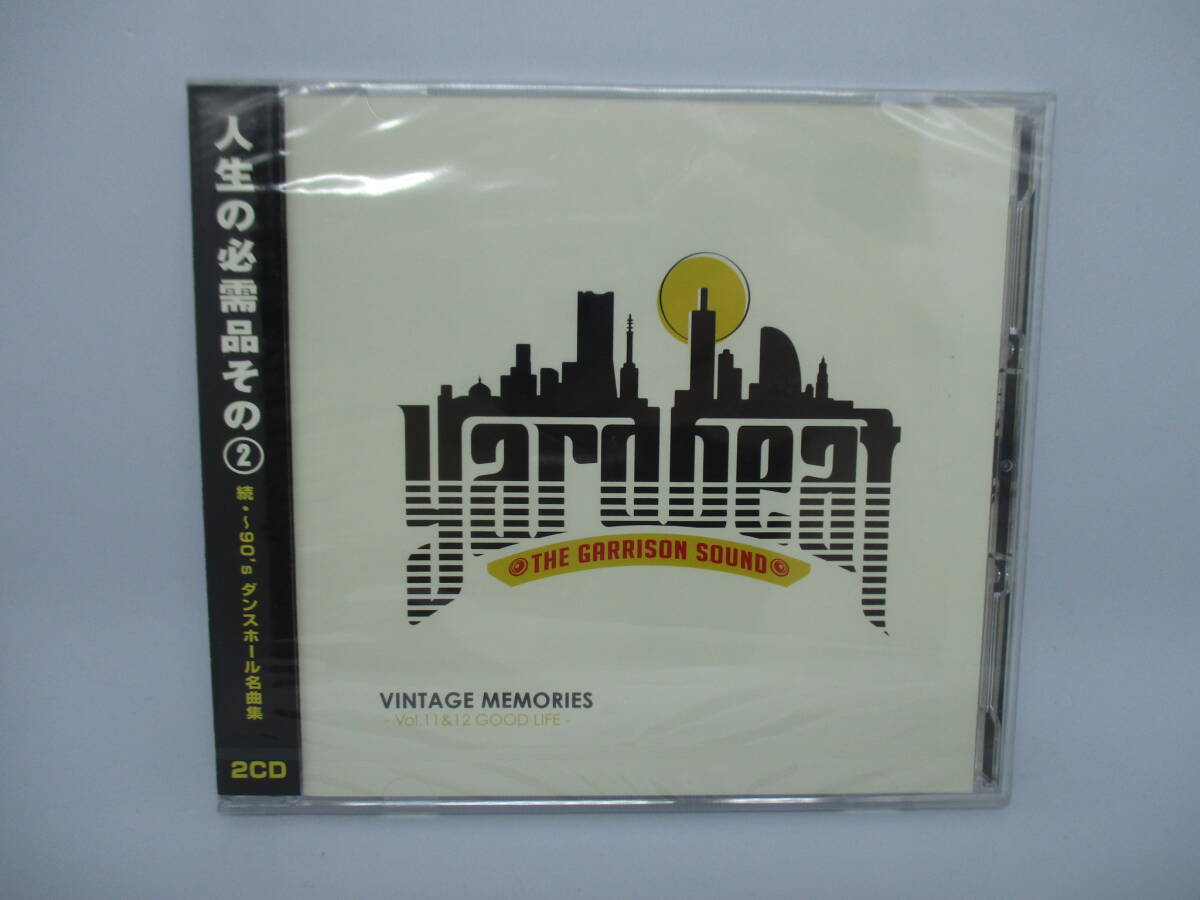 人生の必需品その②
続・～90's ダンスホール名曲集
2CD
yardbeat
THE GARRISON SOUND
VINTAGE MEMORIES
- Vol.11&12 GOOD LIFE -